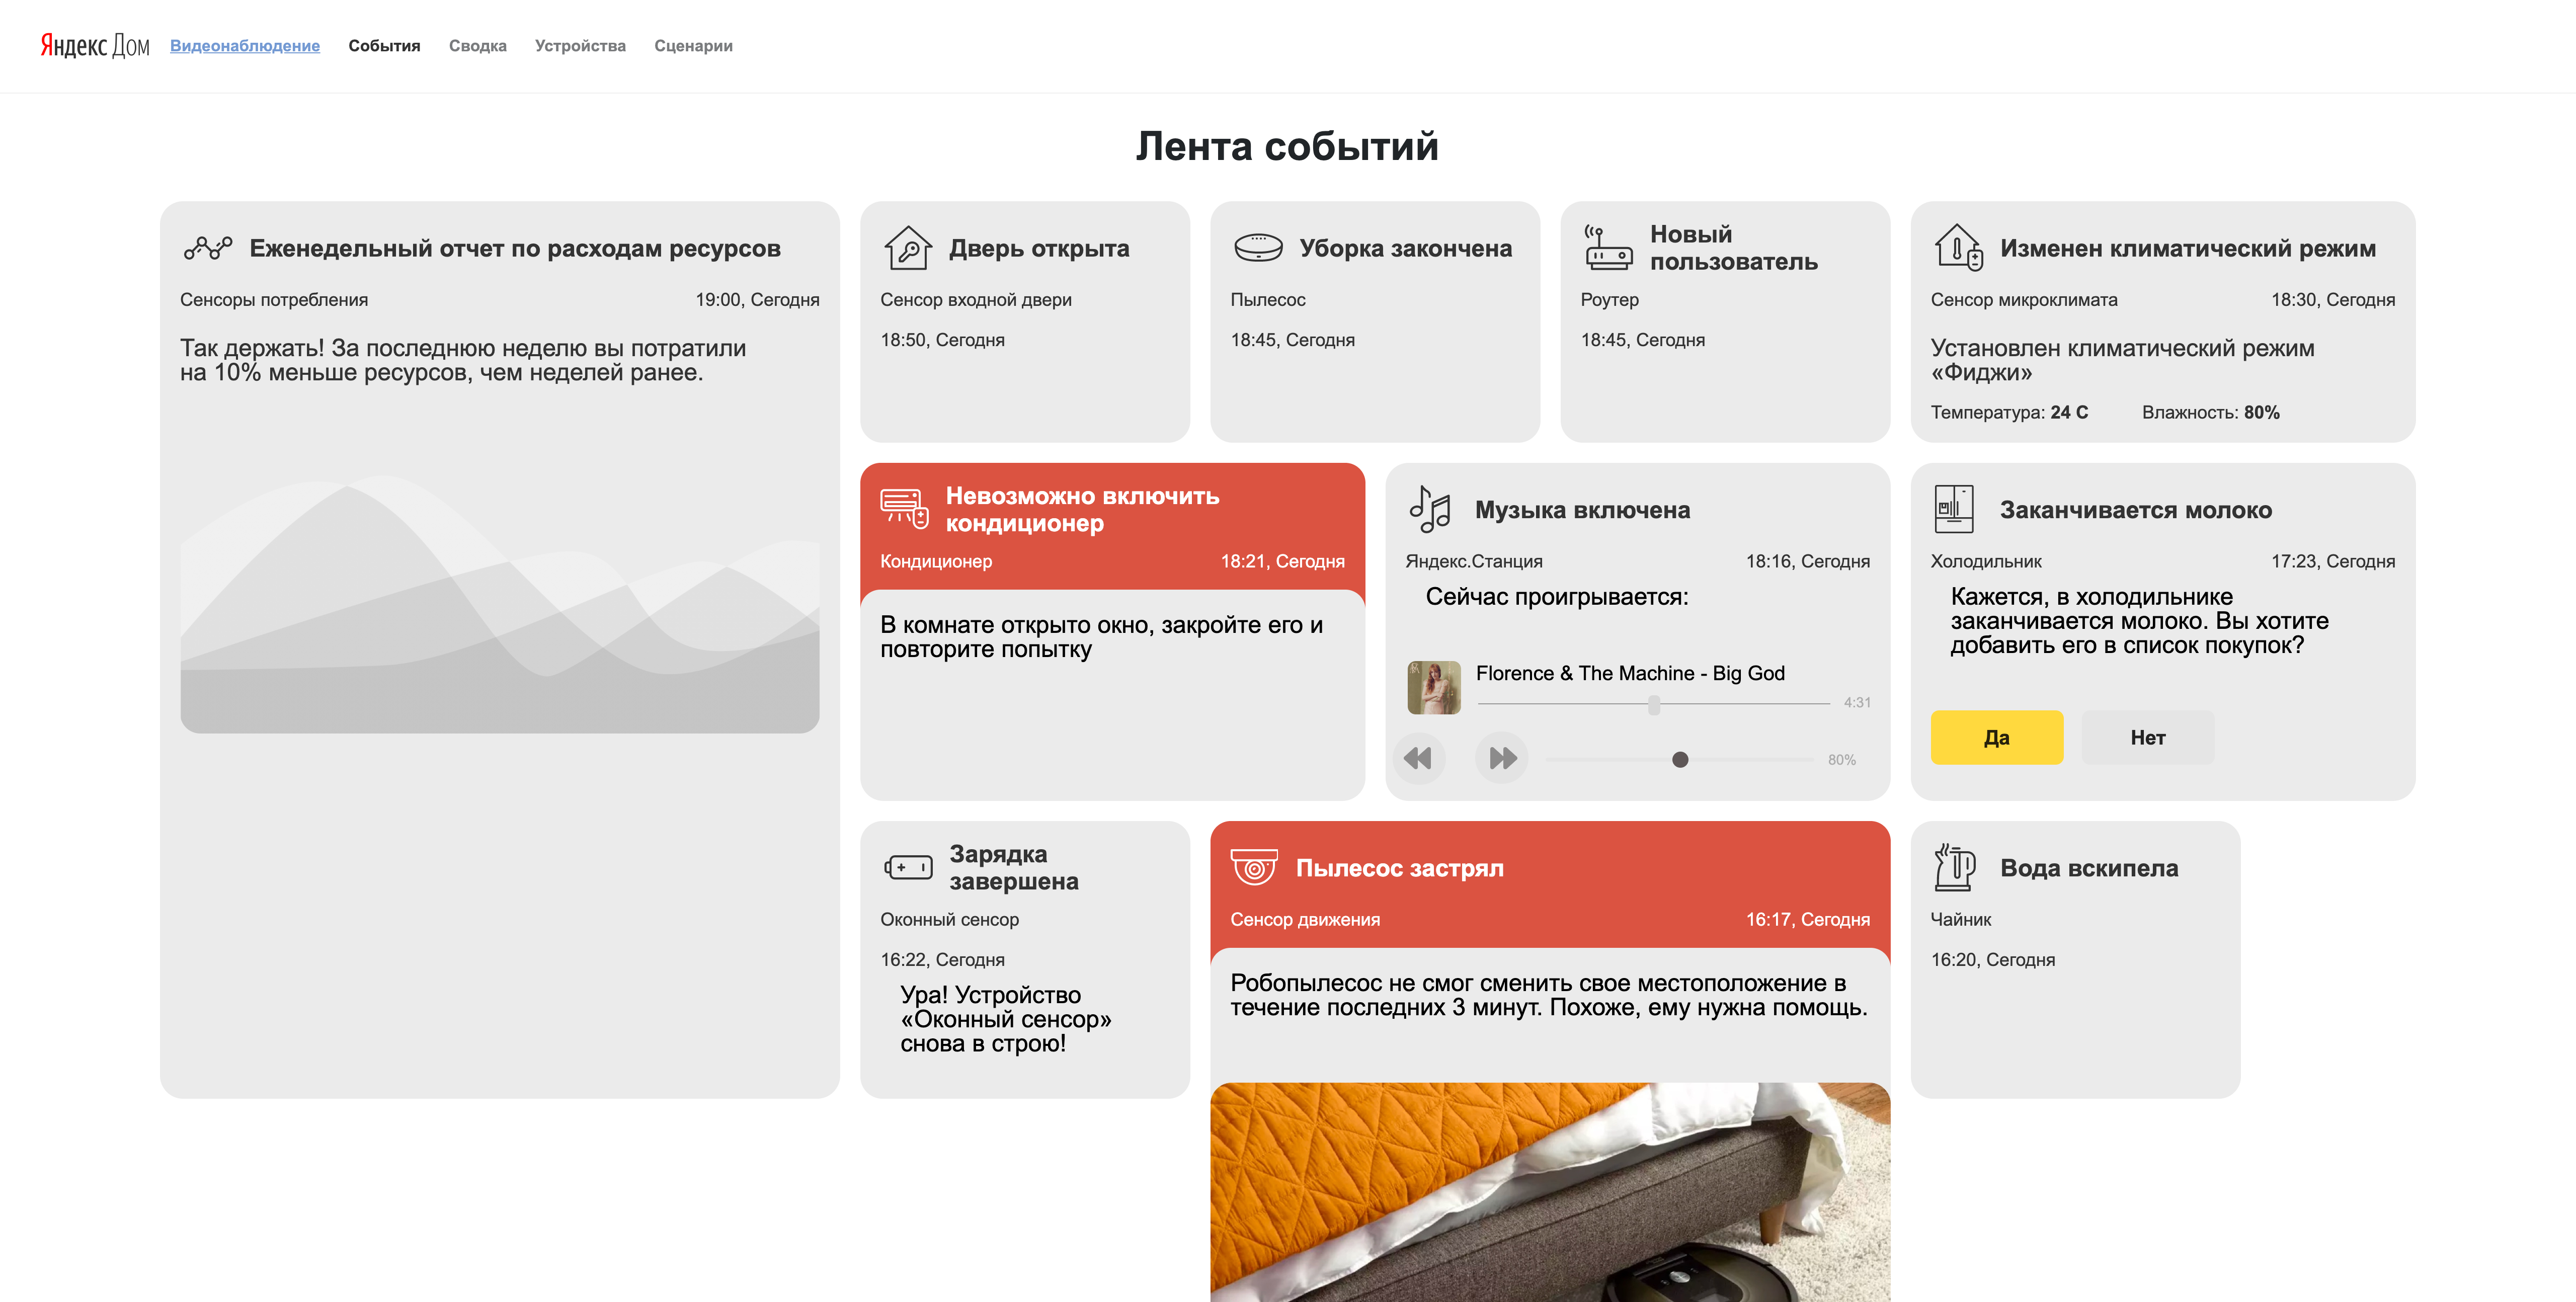 Яндекс Дом
Видеонаблюдение
События
Сводка
Устройства
Сценарии
Лента событий
Еженедельный отчет по расходам ресурсов
Сенсоры потребления
19:00, Сегодня
Так держать! За последнюю неделю вы потратили
на 10% меньше ресурсов, чем неделей ранее.
Дверь открыта
Сенсор входной двери
18:50, Сегодня
Уборка закончена
Пылесос
18:45, Сегодня
Новый
пользователь
Роутер
18:45, Сегодня
Изменен климатический режим
Сенсор микроклимата
18:30, Сегодня
Установлен климатический режим
«Фиджи»
Температура: 24 C
Влажность: 80%
Невозможно включить
кондиционер
Кондиционер
18:21, Сегодня
В комнате открыто окно, закройте его и
повторите попытку
Музыка включена
Яндекс.Станция
18:16, Сегодня
Сейчас проигрывается:
Florence & The Machine - Big God
4:31
80%
Заканчивается молоко
Холодильник
17:23, Сегодня
Кажется, в холодильнике
заканчивается молоко. Вы хотите
добавить его в список покупок?
Да
Нет
Зарядка
завершена
Оконный сенсор
16:22, Сегодня
Ура! Устройство
«Оконный сенсор»
снова в строю!
Пылесос застрял
Сенсор движения
16:17, Сегодня
Робопылесос не смог сменить свое местоположение в
течение последних 3 минут. Похоже, ему нужна помощь.
Вода вскипела
Чайник
16:20, Сегодня